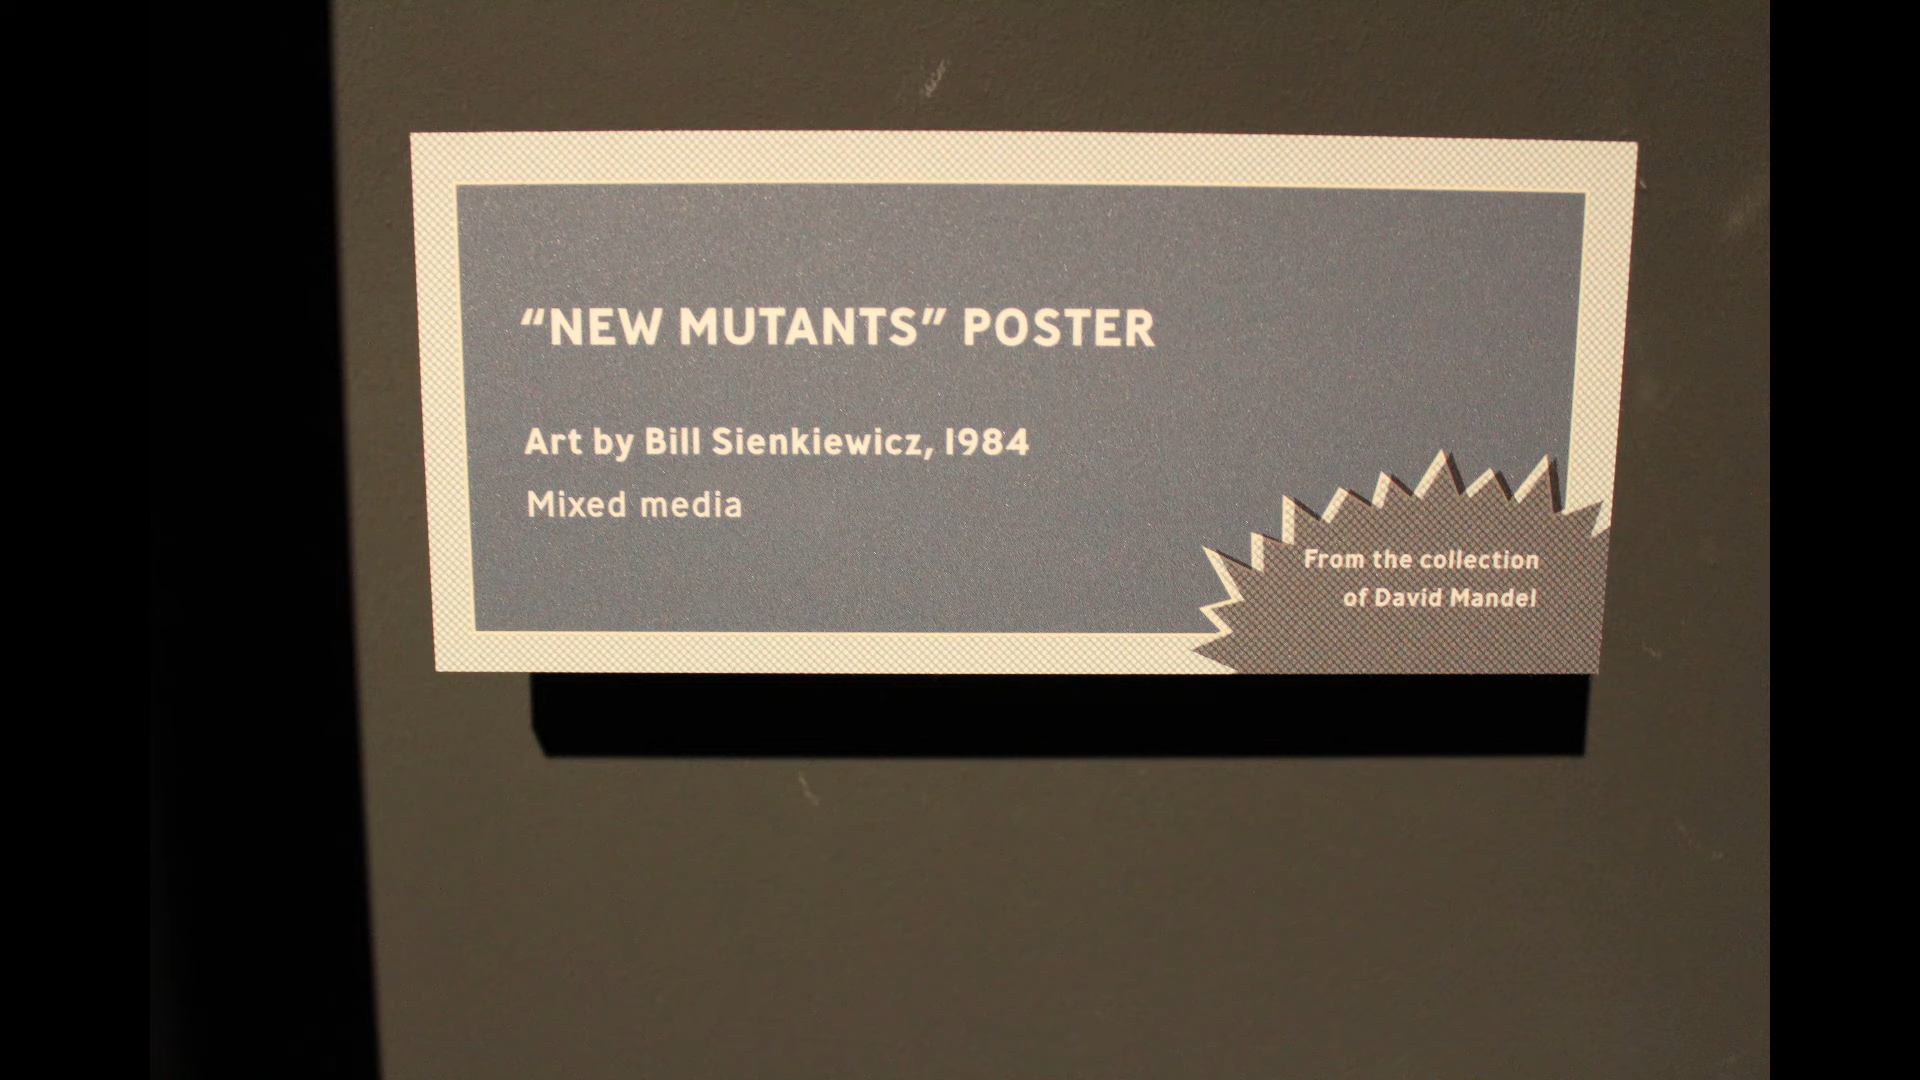 “NEW MUTANTS” POSTER
Art by Bill Sienkiewicz, 1984
Mixed media
From the collection
of David Mandel